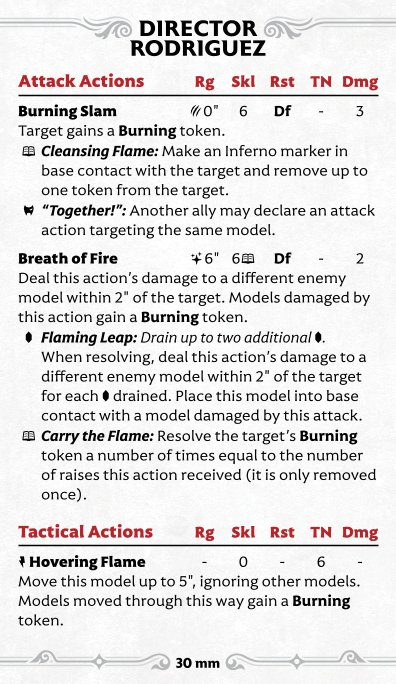 DIRECTOR
RODRIGUEZ
Attack Actions Rg Skl Rst TN Dmg
Burning Slam 0" 6 Df - 3
Target gains a Burning token.
Cleansing Flame: Make an Inferno marker in
base contact with the target and remove up to
one token from the target.
“Together!”: Another ally may declare an attack
action targeting the same model.
Breath of Fire 6" 6 Df - 2
Deal this action’s damage to a different enemy
model within 2" of the target. Models damaged by
this action gain a Burning token.
Flaming Leap: Drain up to two additional .
When resolving, deal this action’s damage to a
different enemy model within 2" of the target
for each drained. Place this model into base
contact with a model damaged by this attack.
Carry the Flame: Resolve the target’s Burning
token a number of times equal to the number
of raises this action received (it is only removed
once).
Tactical Actions Rg Skl Rst TN Dmg
Hovering Flame - 0 - 6 -
Move this model up to 5", ignoring other models.
Models moved through this way gain a Burning
token.
30 mm